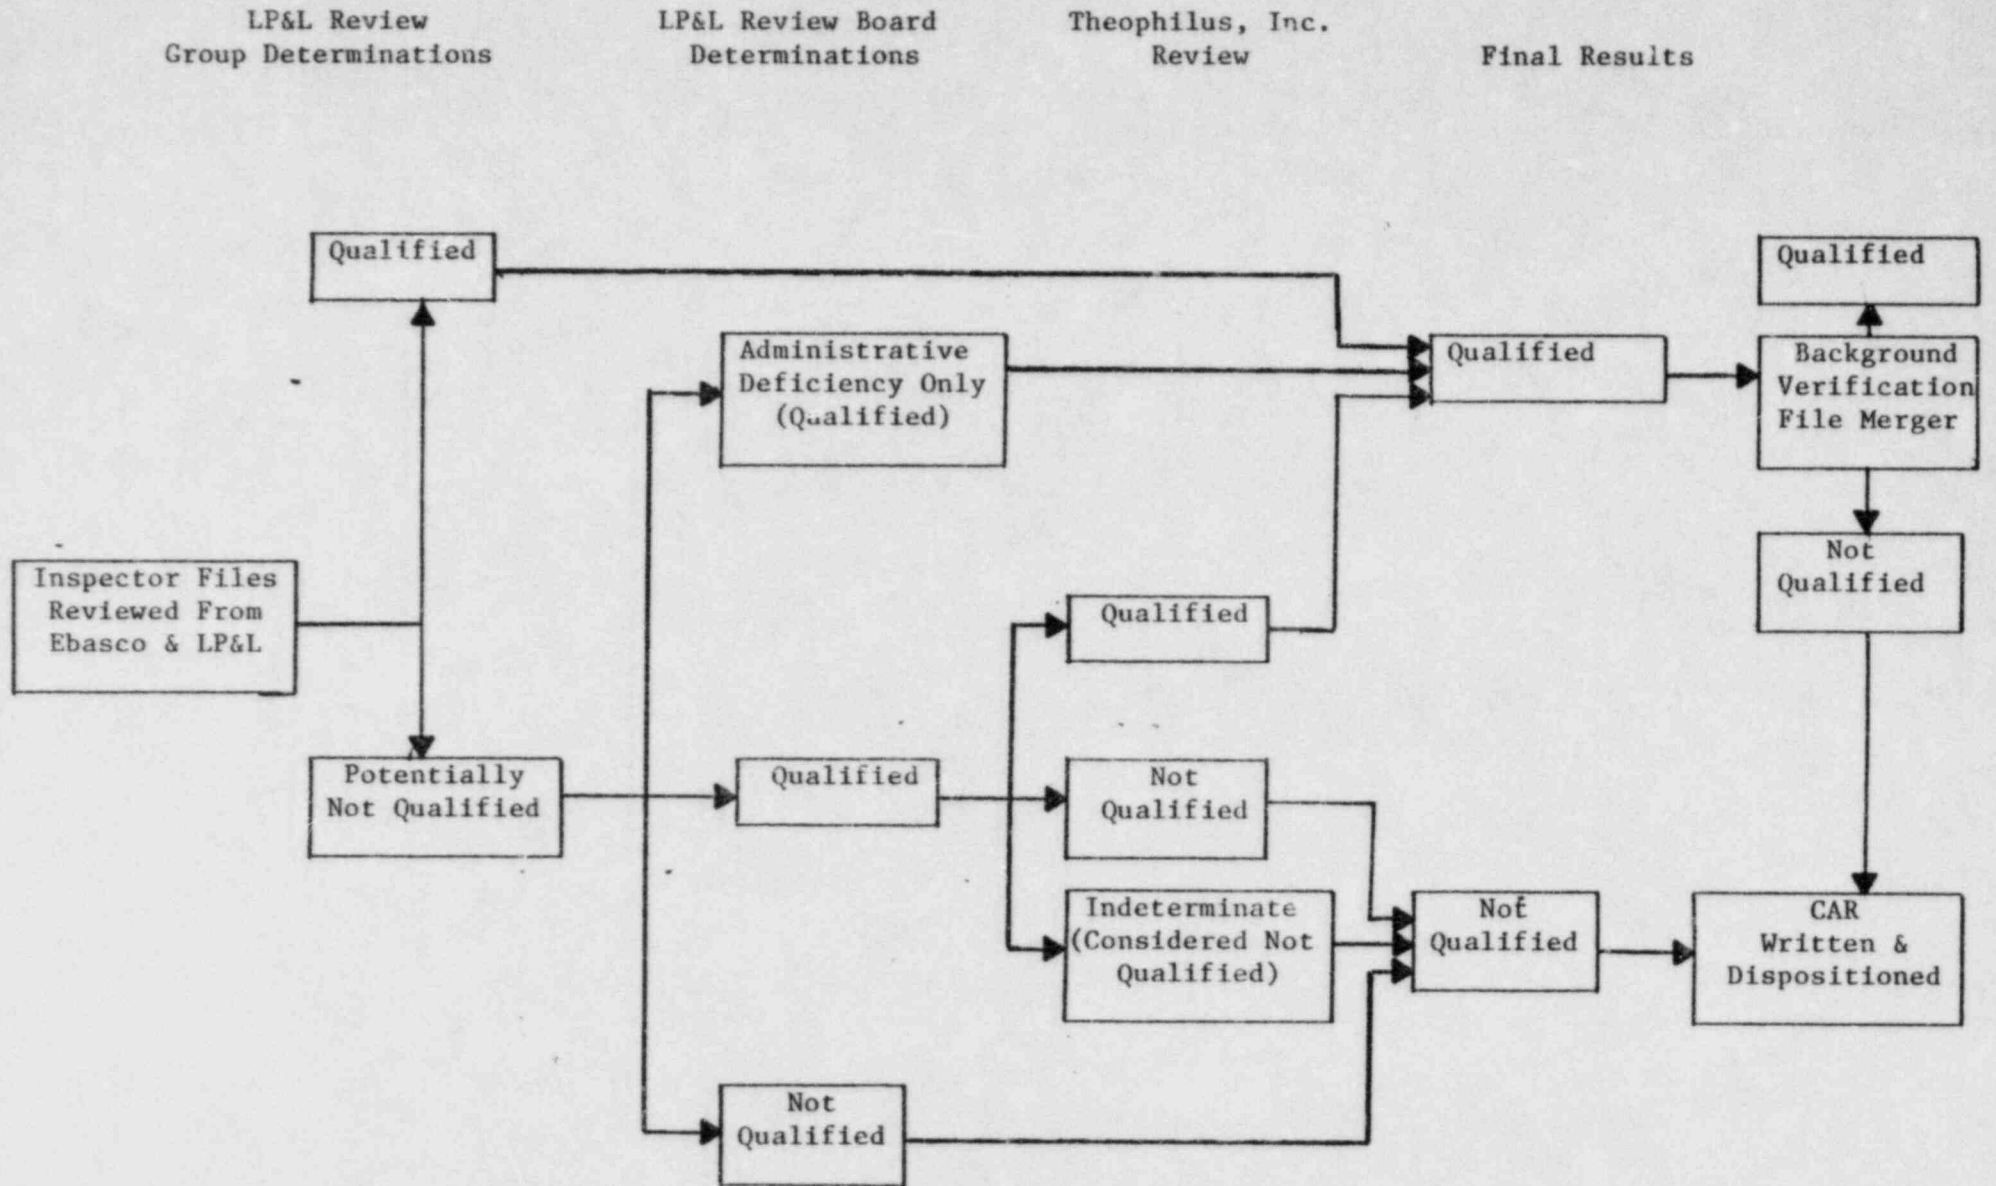 LP&L Review
Group Determinations
LP&L Review Board
Determinations
Theophilus, Inc.
Review
Final Results
Qualified
Qualified
Administrative
Deficiency Only
(Qualified)
Qualified
Background
Verification
File Merger
Inspector Files
Reviewed From
Ebasco & LP&L
Qualified
Not
Qualified
Potentially
Not Qualified
Qualified
Not
Qualified
Indeterminate
(Considered Not
Qualified)
Not
Qualified
CAR
Written &
Dispositioned
Not
Qualified